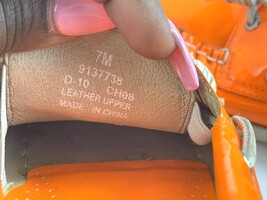 7M
9137738
D-10 CH08
LEATHER UPPER
MADE IN CHINA